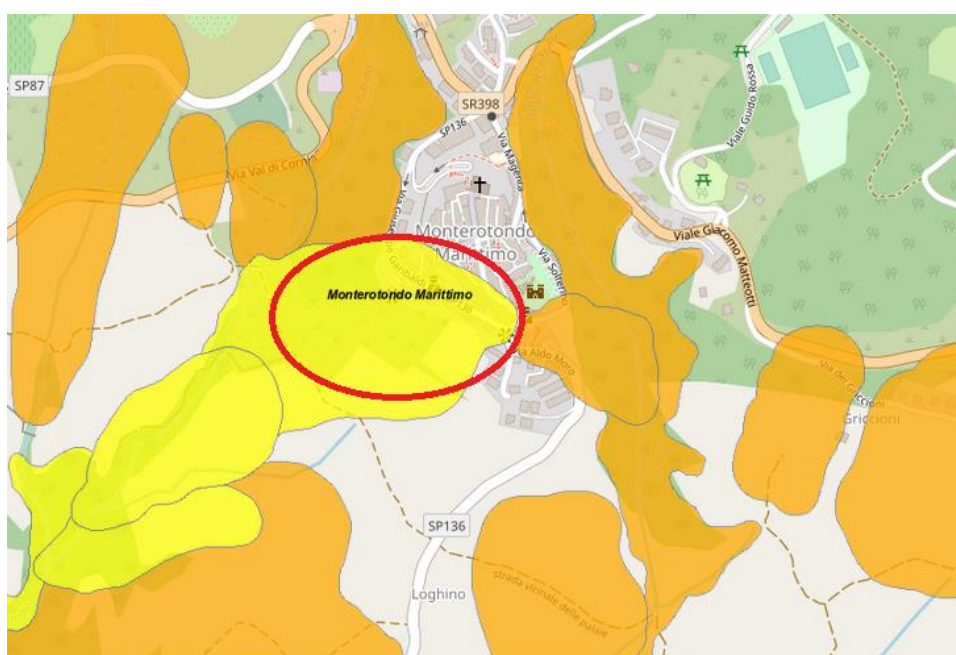 SP87
SR398
SP136
Via Magenta
Viale Guido Rossa
Via Val di Cornia
Monterotondo
Marittimo
Via Solferino
Viale Giacomo Matteotti
Garibaldi
Monterotondo Marittimo
Via Aldo Moro
Via dei Griccioni
Griccioni
SP136
strada vicinale delle palaie
Loghino